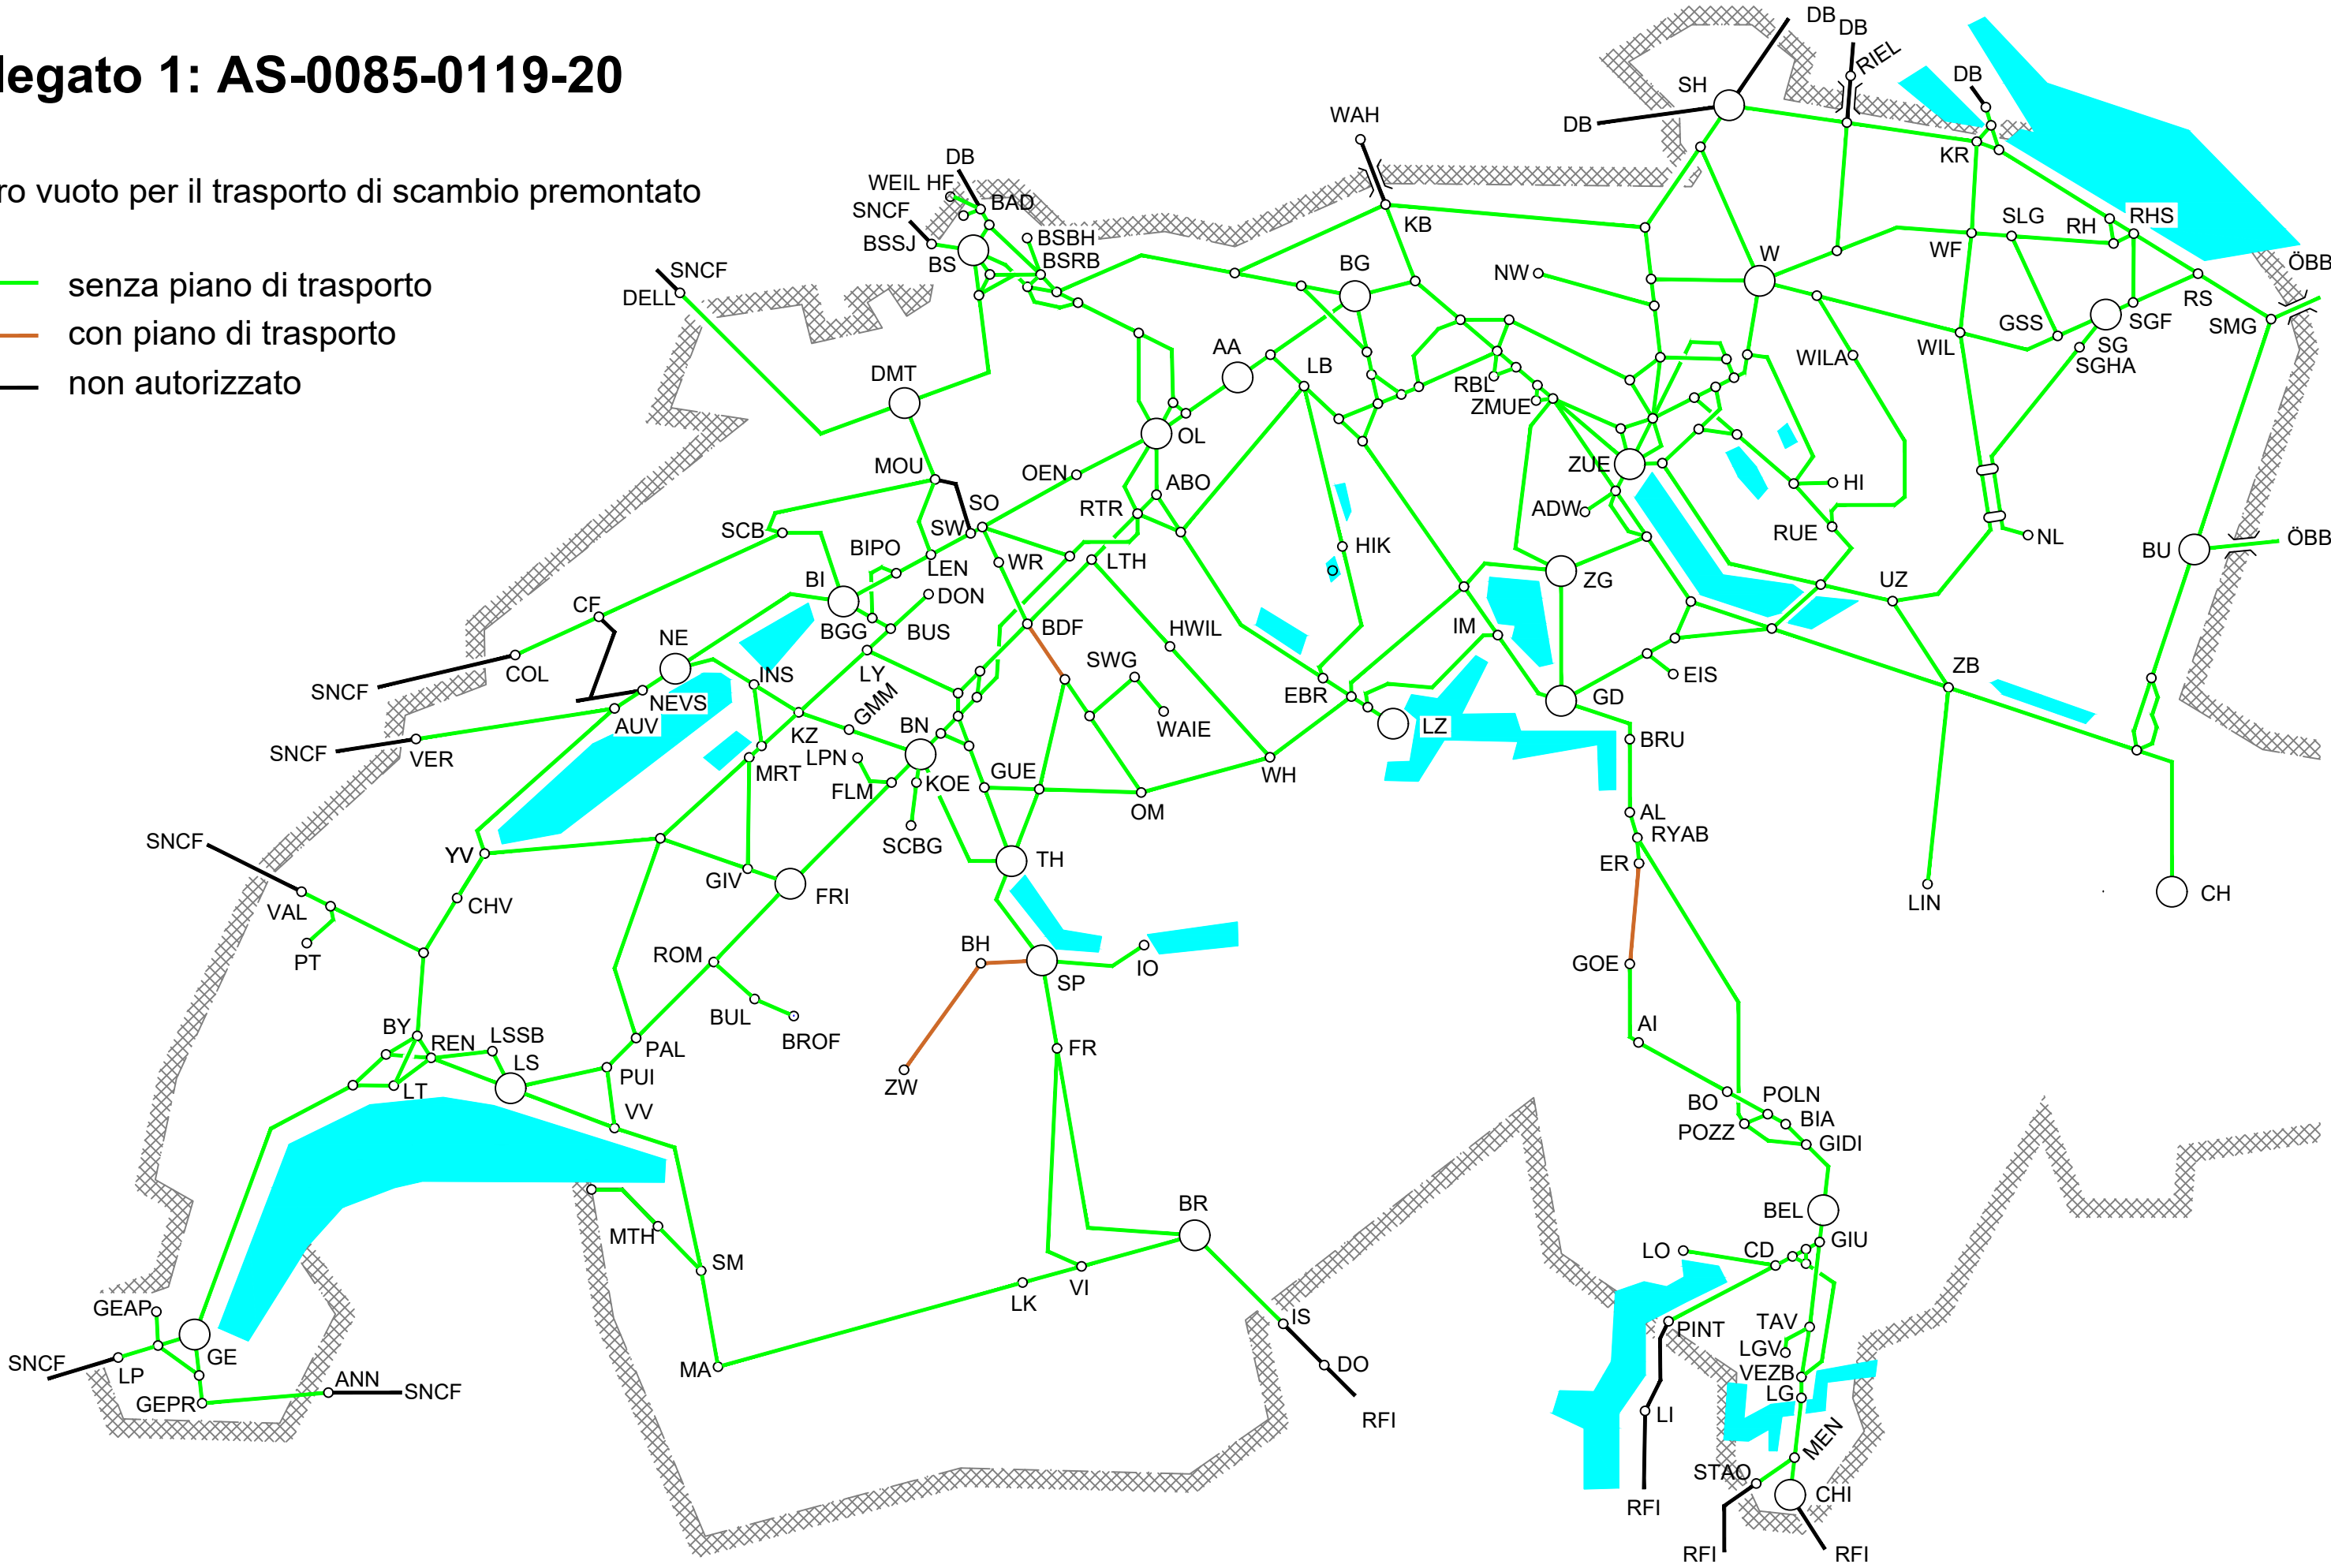 legato 1: AS-0085-0119-20
ro vuoto per il trasporto di scambio premontato
senza piano di trasporto
con piano di trasporto
non autorizzato
DB
DB
RIEL
DB
SH
DB
WAH
KR
DB
WEIL HF
BAD
SNCF
BSSJ
BSBH
BS
BSRB
KB
SLG
RHS
RH
WF
W
NW
BG
ÖBB
SNCF
DELL
RS
SMG
GSS
SGF
SG
SGHA
WIL
WILA
AA
LB
RBL
ZMUE
DMT
OL
MOU
OEN
ABO
ZUE
HI
RTR
ADW
RUE
NL
SO
SW
SCB
BIPO
LEN
WR
LTH
HIK
BU
ÖBB
BI
DON
ZG
UZ
CF
BGG
BUS
BDF
HWIL
IM
NE
LY
SWG
EIS
ZB
COL
SNCF
INS
NEVS
GMM
EBR
GD
AUV
KZ
BN
WAIE
LZ
SNCF
VER
LPN
MRT
FLM
KOE
GUE
WH
BRU
OM
AL
RYAB
SNCF
YV
SCBG
TH
ER
GIV
FRI
VAL
CHV
LIN
CH
PT
ROM
BH
SP
IO
GOE
BUL
BROF
BY
REN
LSSB
LS
PAL
FR
AI
LT
PUI
ZW
VV
BO
POLN
BIA
POZZ
GIDI
BR
BEL
MTH
SM
LO
CD
GIU
VI
LK
GEAP
IS
TAV
PINT
LGV
GE
SNCF
LP
MA
DO
VEZB
LG
ANN
SNCF
GEPR
RFI
LI
MEN
STAO
CHI
RFI
RFI
RFI